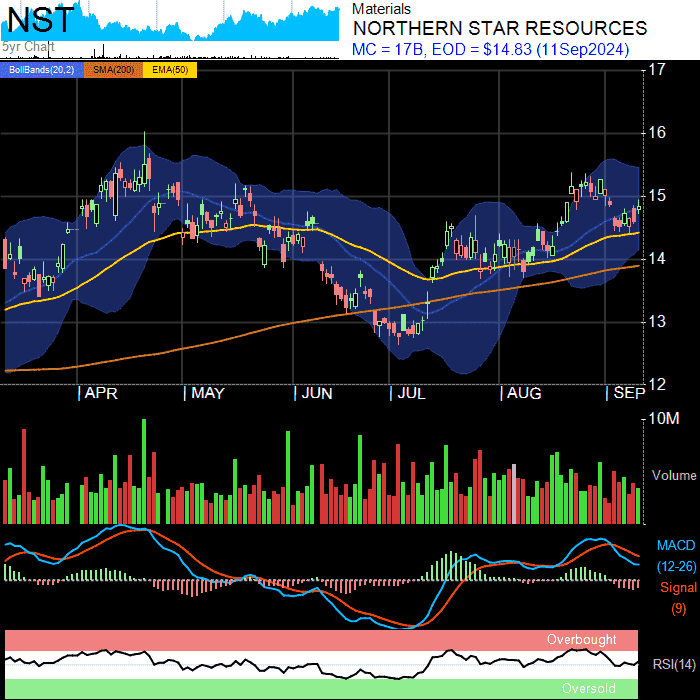 NST
5yr Chart
Materials
NORTHERN STAR RESOURCES
MC = 17B, EOD = $14.83 (11Sep2024)
BollBands(20,2) SMA(200) EMA(50)
17
16
15
14
13
12
| APR | MAY | JUN | JUL | AUG | SEP
10M
Volume
MACD
(12-26)
Signal
(9)
Overbought
RSI(14)
Oversold